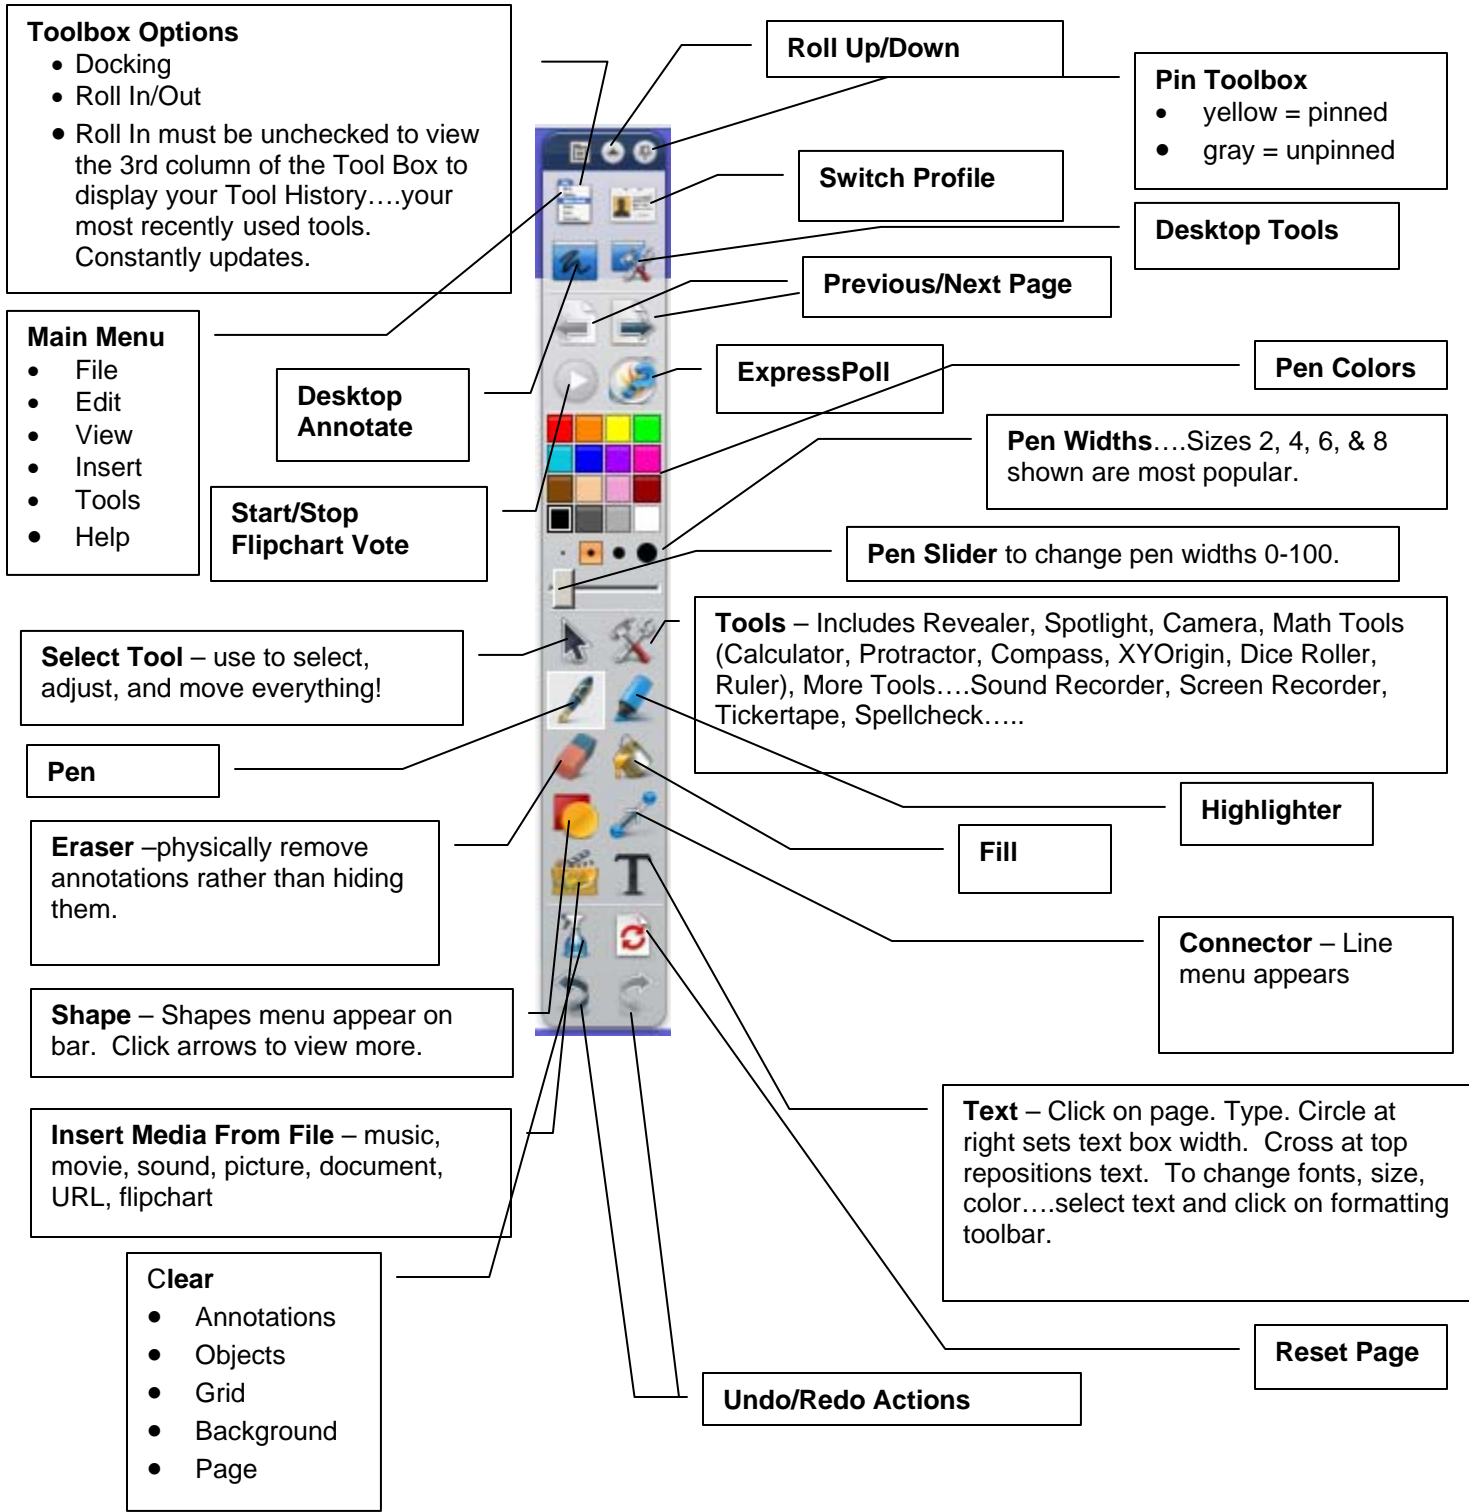 Toolbox Options
• Docking
• Roll In/Out
• Roll In must be unchecked to view
the 3rd column of the Tool Box to
display your Tool History….your
most recently used tools.
Constantly updates.
Roll Up/Down
Pin Toolbox
• yellow = pinned
• gray = unpinned
Switch Profile
Desktop Tools
Previous/Next Page
Main Menu
• File
• Edit
• View
• Insert
• Tools
• Help
Desktop
Annotate
ExpressPoll
Pen Colors
Pen Widths….Sizes 2, 4, 6, & 8
shown are most popular.
Start/Stop
Flipchart Vote
Pen Slider to change pen widths 0-100.
Select Tool – use to select,
adjust, and move everything!
Tools – Includes Revealer, Spotlight, Camera, Math Tools
(Calculator, Protractor, Compass, XYOrigin, Dice Roller,
Ruler), More Tools….Sound Recorder, Screen Recorder,
Tickertape, Spellcheck…..
Pen
Highlighter
Eraser –physically remove
annotations rather than hiding
them.
Fill
T
Connector – Line
menu appears
Shape – Shapes menu appear on
bar.  Click arrows to view more.
Insert Media From File – music,
movie, sound, picture, document,
URL, flipchart
Text – Click on page. Type. Circle at
right sets text box width.  Cross at top
repositions text.  To change fonts, size,
color….select text and click on formatting
toolbar.
Clear
• Annotations
• Objects
• Grid
• Background
• Page
Reset Page
Undo/Redo Actions